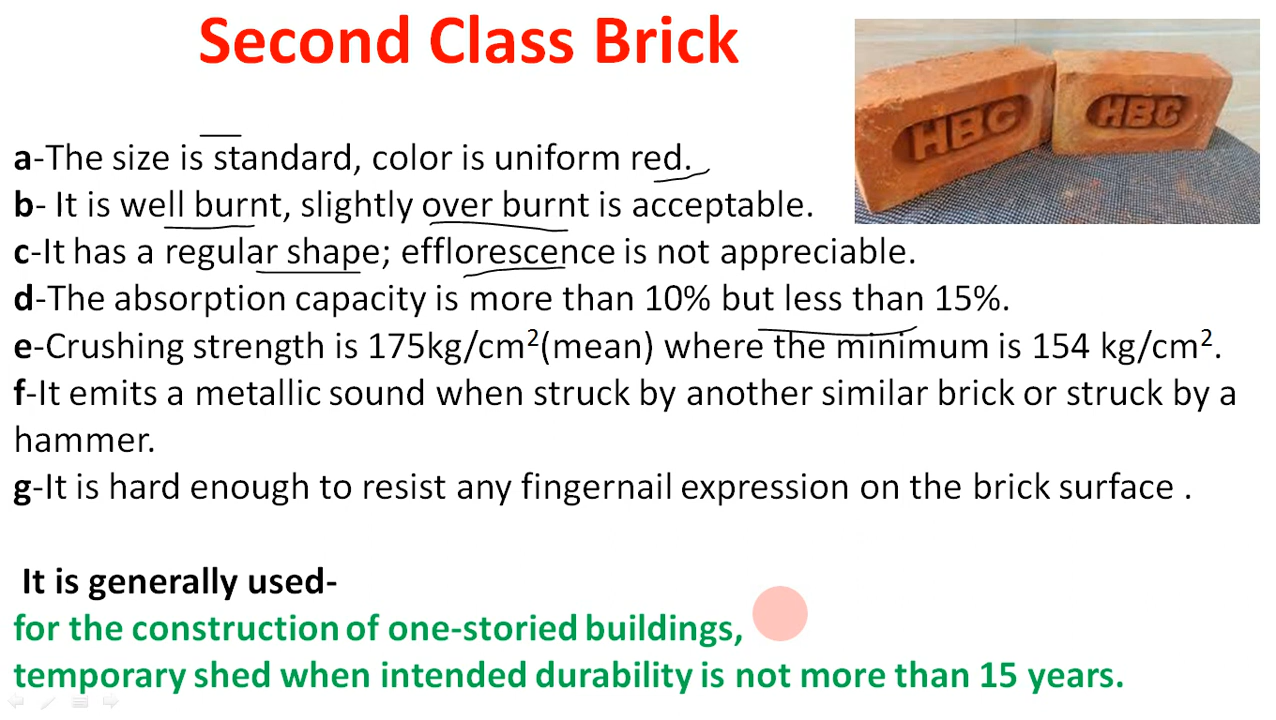 Second Class Brick
HBC HBC
a-The size is standard, color is uniform red.
b- It is well burnt, slightly over burnt is acceptable.
c-It has a regular shape; efflorescence is not appreciable.
d-The absorption capacity is more than 10% but less than 15%.
e-Crushing strength is 175kg/cm²(mean) where the minimum is 154 kg/cm².
f-It emits a metallic sound when struck by another similar brick or struck by a
hammer.
g-It is hard enough to resist any fingernail expression on the brick surface .
It is generally used-
for the construction of one-storied buildings,
temporary shed when intended durability is not more than 15 years.